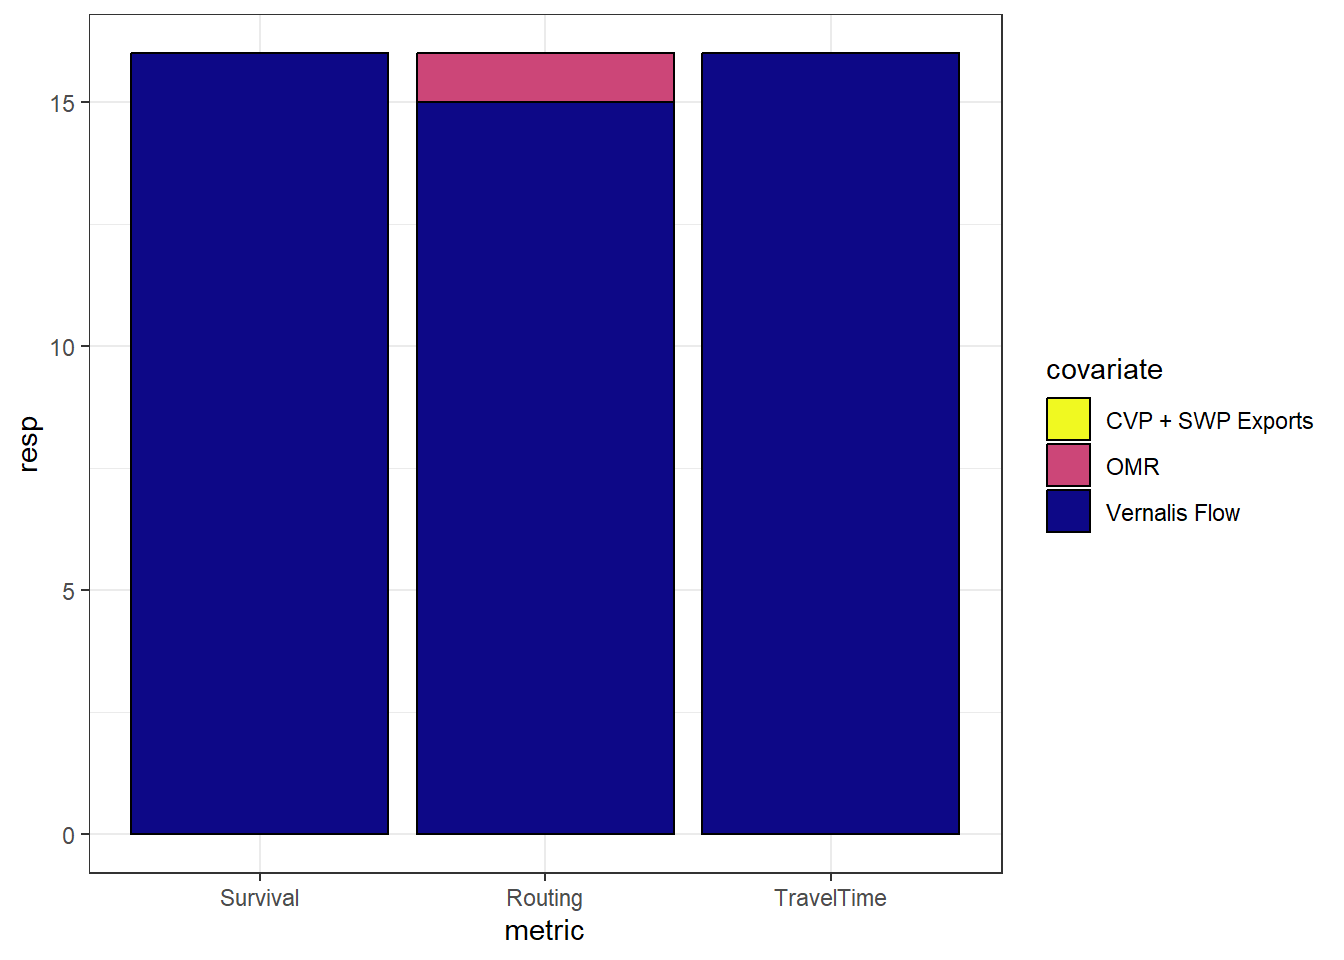 resp
15
10
5
0
Survival
Routing
TravelTime
metric
covariate
CVP + SWP Exports
OMR
Vernalis Flow